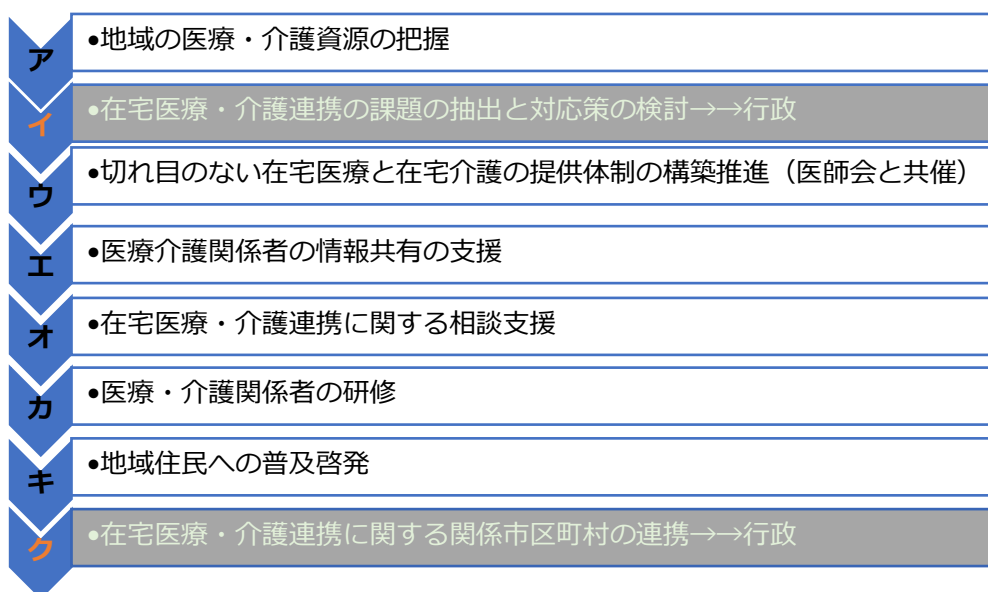 ア ●地域の医療・介護資源の把握
イ ●在宅医療・介護連携の課題の抽出と対応策の検討→→行政
ウ ●切れ目のない在宅医療と在宅介護の提供体制の構築推進（医師会と共催）
エ ●医療介護関係者の情報共有の支援
オ ●在宅医療・介護連携に関する相談支援
カ ●医療・介護関係者の研修
キ ●地域住民への普及啓発
ク ●在宅医療・介護連携に関する関係市区町村の連携→→行政